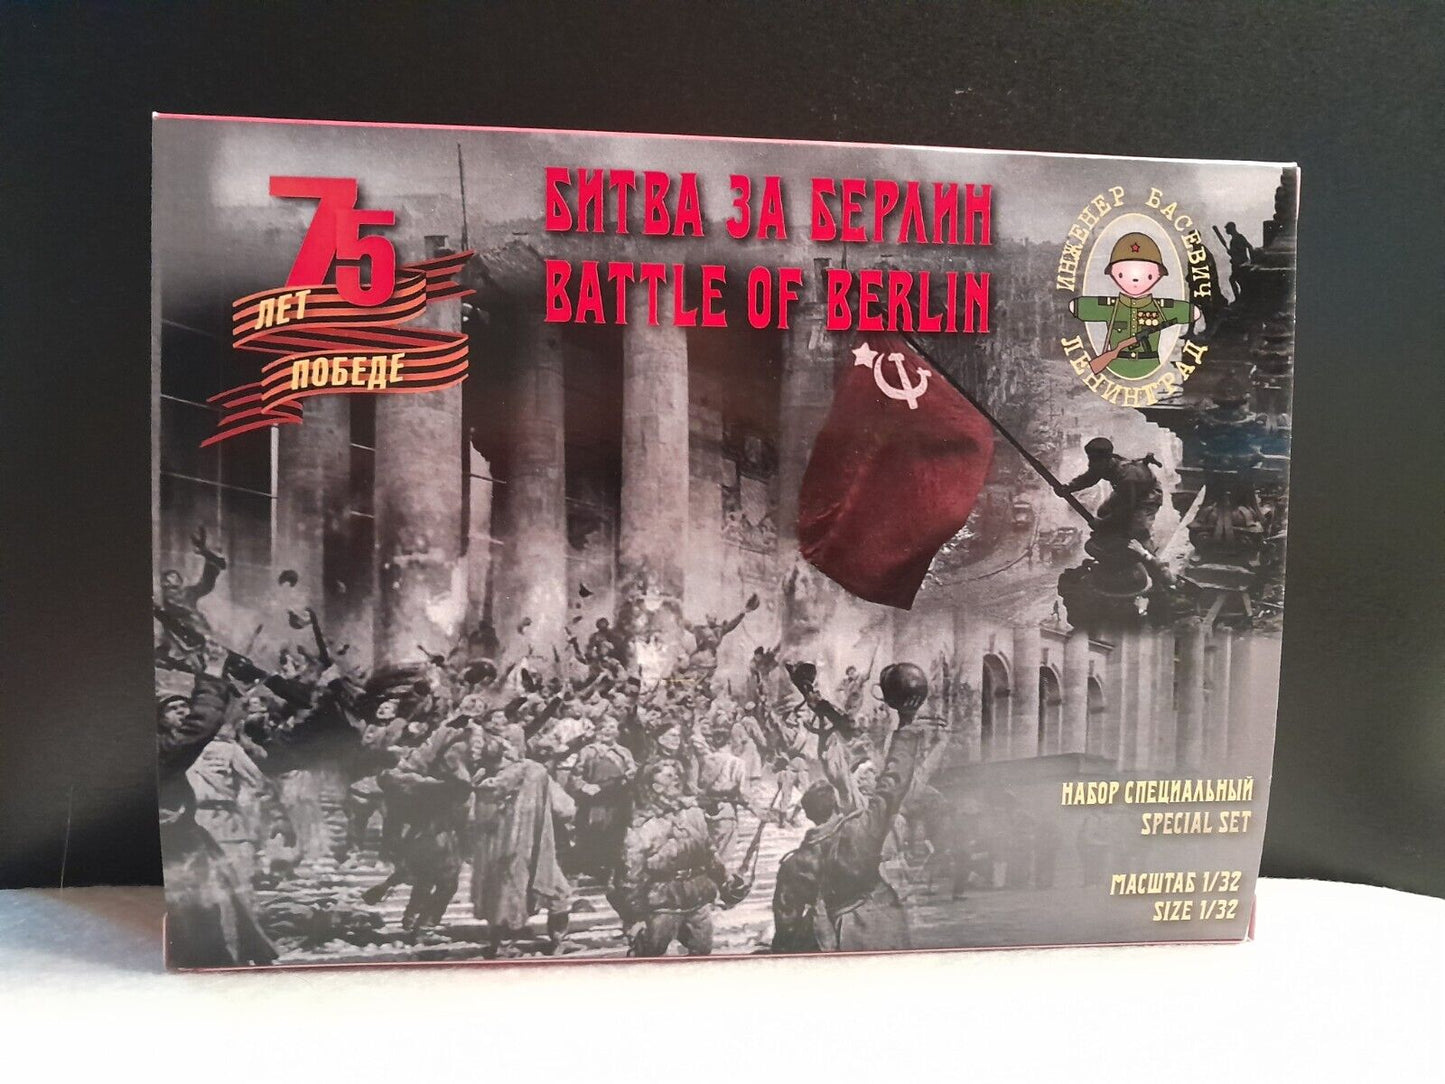 75
ЛЕТ
ПОБЕДЕ
БИТВА ЗА БЕРЛИН
BATTLE OF BERLIN
ИНЖЕНЕР БАСЕВИЧ
ЛЕНИНГРАД
НАБОР СПЕЦИАЛЬНЫЙ
SPECIAL SET
МАСШТАБ 1/32
SIZE 1/32